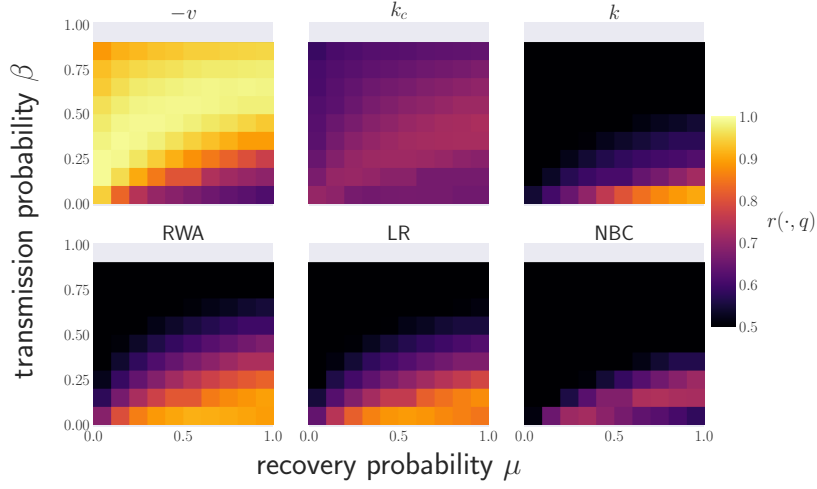 −v
k_c
k
1.00
0.75
0.50
0.25
0.00
transmission probability β
1.0
0.9
0.8
0.7
0.6
0.5
r(·, q)
RWA
LR
NBC
1.00
0.75
0.50
0.25
0.00
0.0 0.5 1.0
0.0 0.5 1.0
0.0 0.5 1.0
recovery probability μ